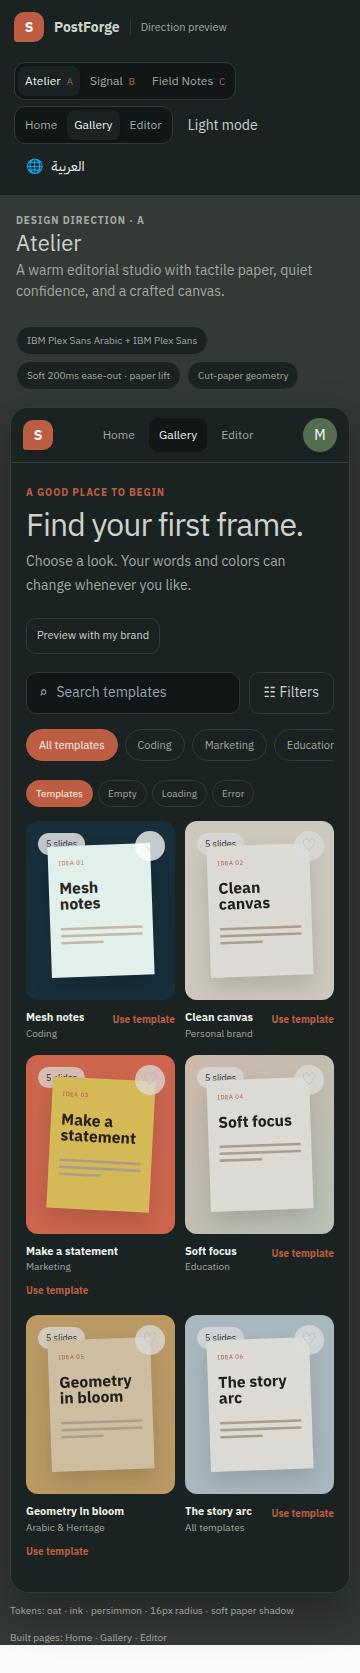 S PostForge Direction preview
Atelier A Signal B Field Notes C
Home Gallery Editor Light mode
العربية
DESIGN DIRECTION · A
Atelier
A warm editorial studio with tactile paper, quiet
confidence, and a crafted canvas.
IBM Plex Sans Arabic + IBM Plex Sans
Soft 200ms ease-out · paper lift Cut-paper geometry
S Home Gallery Editor M
A GOOD PLACE TO BEGIN
Find your first frame.
Choose a look. Your words and colors can
change whenever you like.
Preview with my brand
Search templates Filters
All templates Coding Marketing Education
Templates Empty Loading Error
5 slides 5 slides
IDEA 01 IDEA 02
Mesh Clean
notes canvas
Mesh notes Use template Clean canvas Use template
Coding Personal brand
5 slides 5 slides
IDEA 03 IDEA 04
Make a Soft focus
statement
Make a statement Soft focus Use template
Marketing Education
Use template
5 slides 5 slides
IDEA 05 IDEA 06
Geometry The story
in bloom arc
Geometry in bloom The story arc Use template
Arabic & Heritage All templates
Use template
Tokens: oat · ink · persimmon · 16px radius · soft paper shadow
Built pages: Home · Gallery · Editor